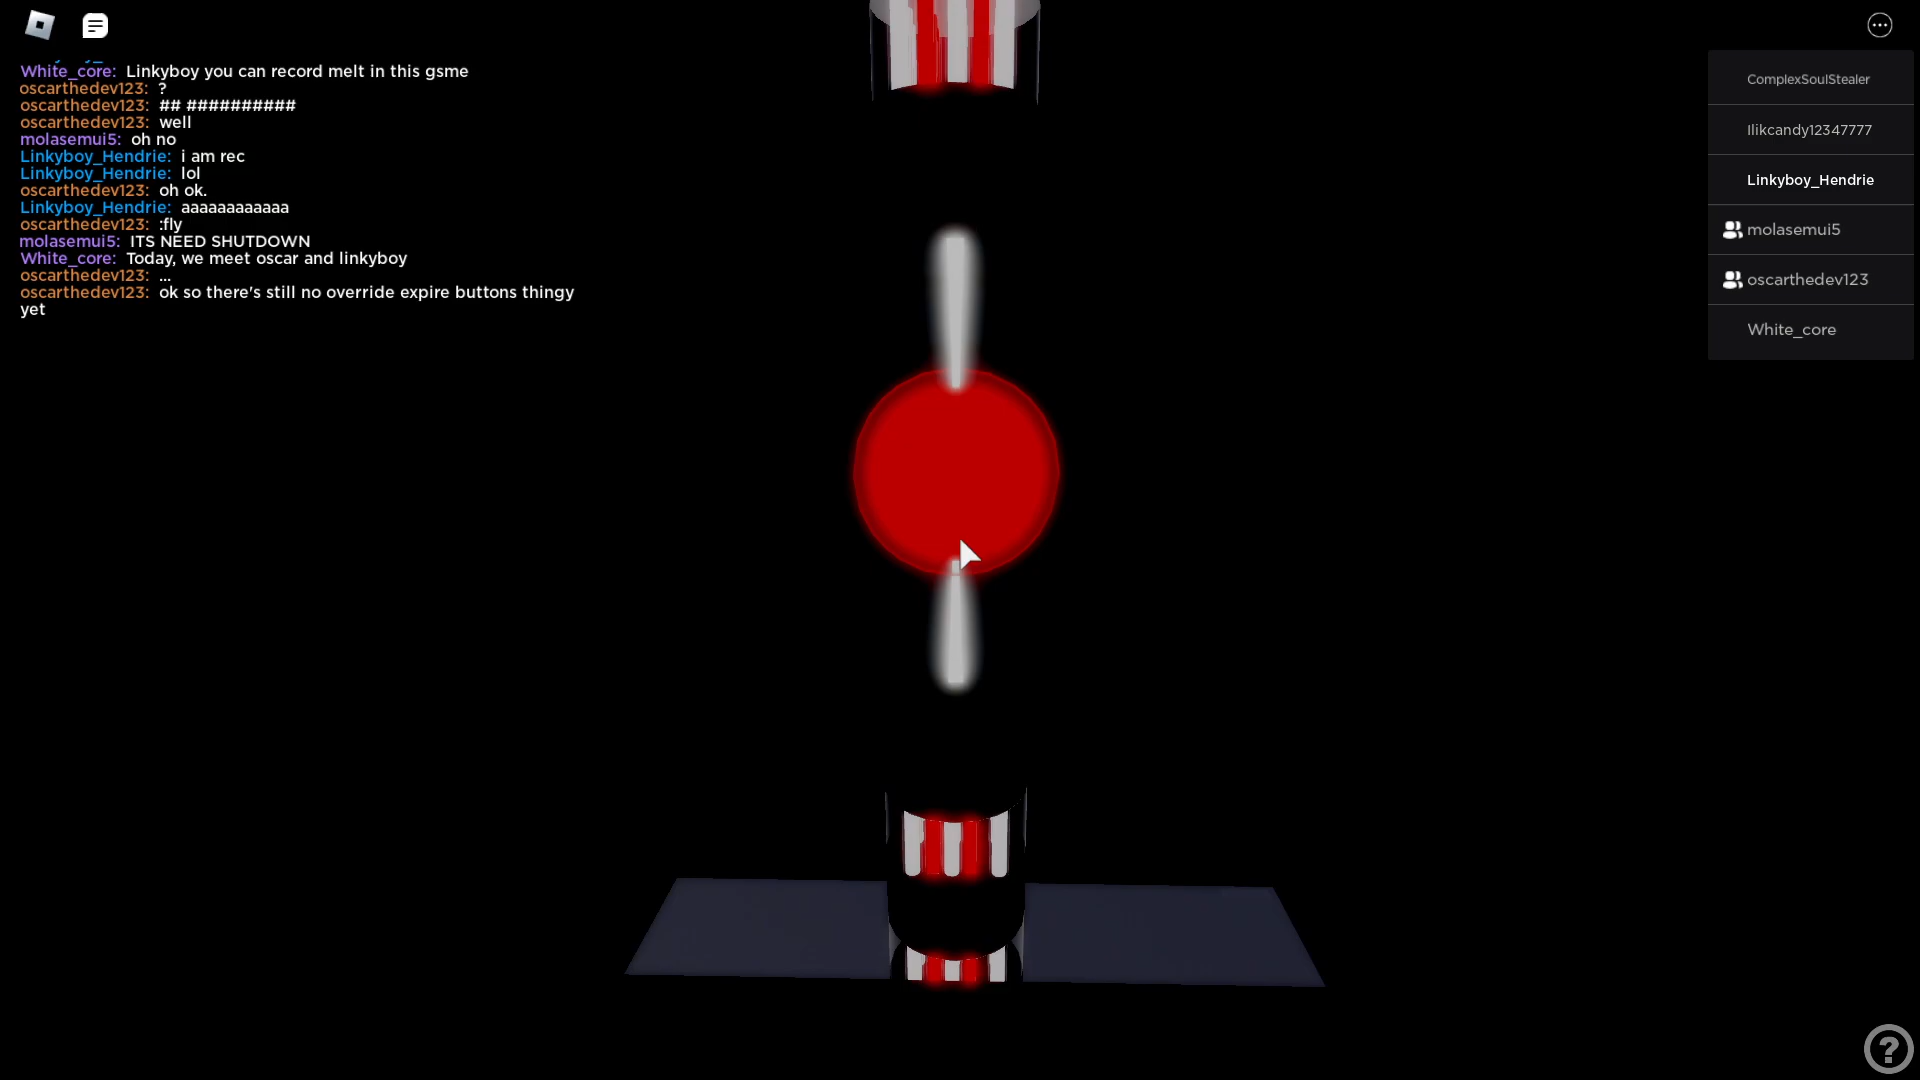 White_core: Linkyboy you can record melt in this gsme
oscarthedev123: ?
oscarthedev123: ## ##########
oscarthedev123: well
molasemui5: oh no
Linkyboy_Hendrie: i am rec
Linkyboy_Hendrie: lol
oscarthedev123: oh ok.
Linkyboy_Hendrie: aaaaaaaaaaaa
oscarthedev123: :fly
molasemui5: ITS NEED SHUTDOWN
White_core: Today, we meet oscar and linkyboy
oscarthedev123: ...
oscarthedev123: ok so there's still no override expire buttons thingy
yet
ComplexSoulStealer
Ilikcandy12347777
Linkyboy_Hendrie
molasemui5
oscarthedev123
White_core
?